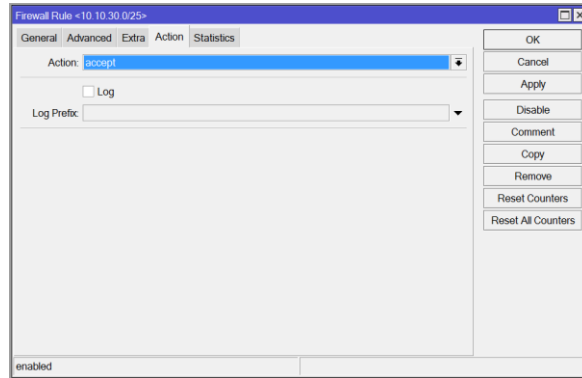 Firewall Rule <10.10.30.0/25>
General Advanced Extra Action Statistics
Action: accept
Log
Log Prefix:
OK
Cancel
Apply
Disable
Comment
Copy
Remove
Reset Counters
Reset All Counters
enabled